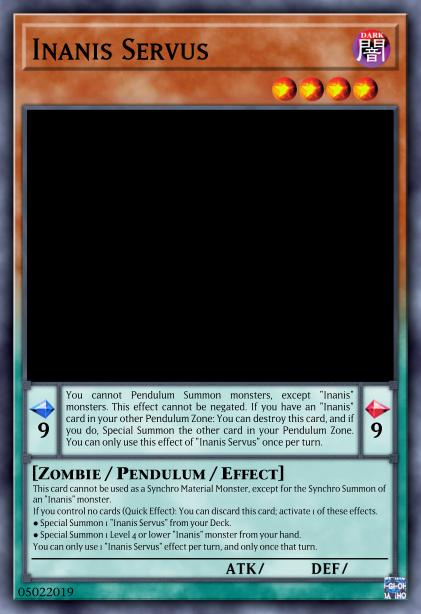 Inanis Servus
DARK
闇
You cannot Pendulum Summon monsters, except "Inanis"
monsters. This effect cannot be negated. If you have an "Inanis"
card in your other Pendulum Zone: You can destroy this card, and if
you do, Special Summon the other card in your Pendulum Zone.
You can only use this effect of "Inanis Servus" once per turn.
9
9
[Zombie / Pendulum / Effect]
This card cannot be used as a Synchro Material Monster, except for the Synchro Summon of
an "Inanis" monster.
If you control no cards (Quick Effect): You can discard this card; activate 1 of these effects.
● Special Summon 1 "Inanis Servus" from your Deck.
● Special Summon 1 Level 4 or lower "Inanis" monster from your hand.
You can only use 1 "Inanis Servus" effect per turn, and only once that turn.
ATK/ DEF/
05022019